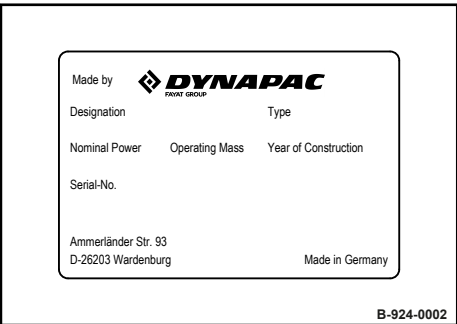 Made by DYNAPAC
FAYAT GROUP
Designation Type
Nominal Power Operating Mass Year of Construction
Serial-No.
Ammerländer Str. 93
D-26203 Wardenburg Made in Germany
B-924-0002